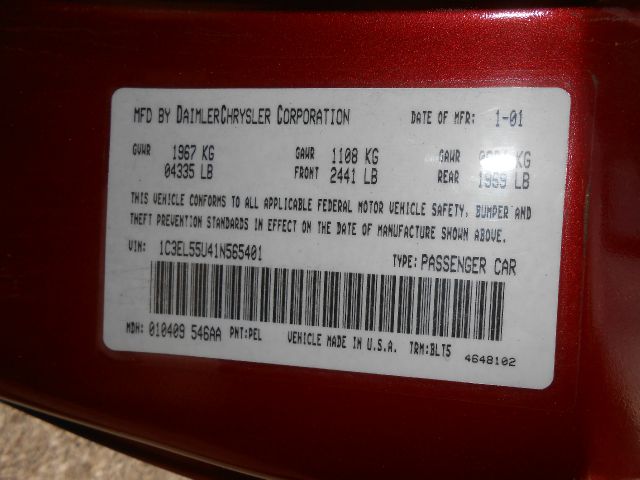 MFD BY DAIMLERCHRYSLER CORPORATION DATE OF MFR: 1-01
GVWR 1967 KG GAWR 1108 KG GAWR KG
04335 LB FRONT 2441 LB REAR 1969 LB
THIS VEHICLE CONFORMS TO ALL APPLICABLE FEDERAL MOTOR VEHICLE SAFETY, BUMPER AND
THEFT PREVENTION STANDARDS IN EFFECT ON THE DATE OF MANUFACTURE SHOWN ABOVE.
VIN: 1C3EL55U41N565401 TYPE: PASSENGER CAR
MDH: 010409 546AA PNT:PEL VEHICLE MADE IN U.S.A. TRM:BLT5 4648102